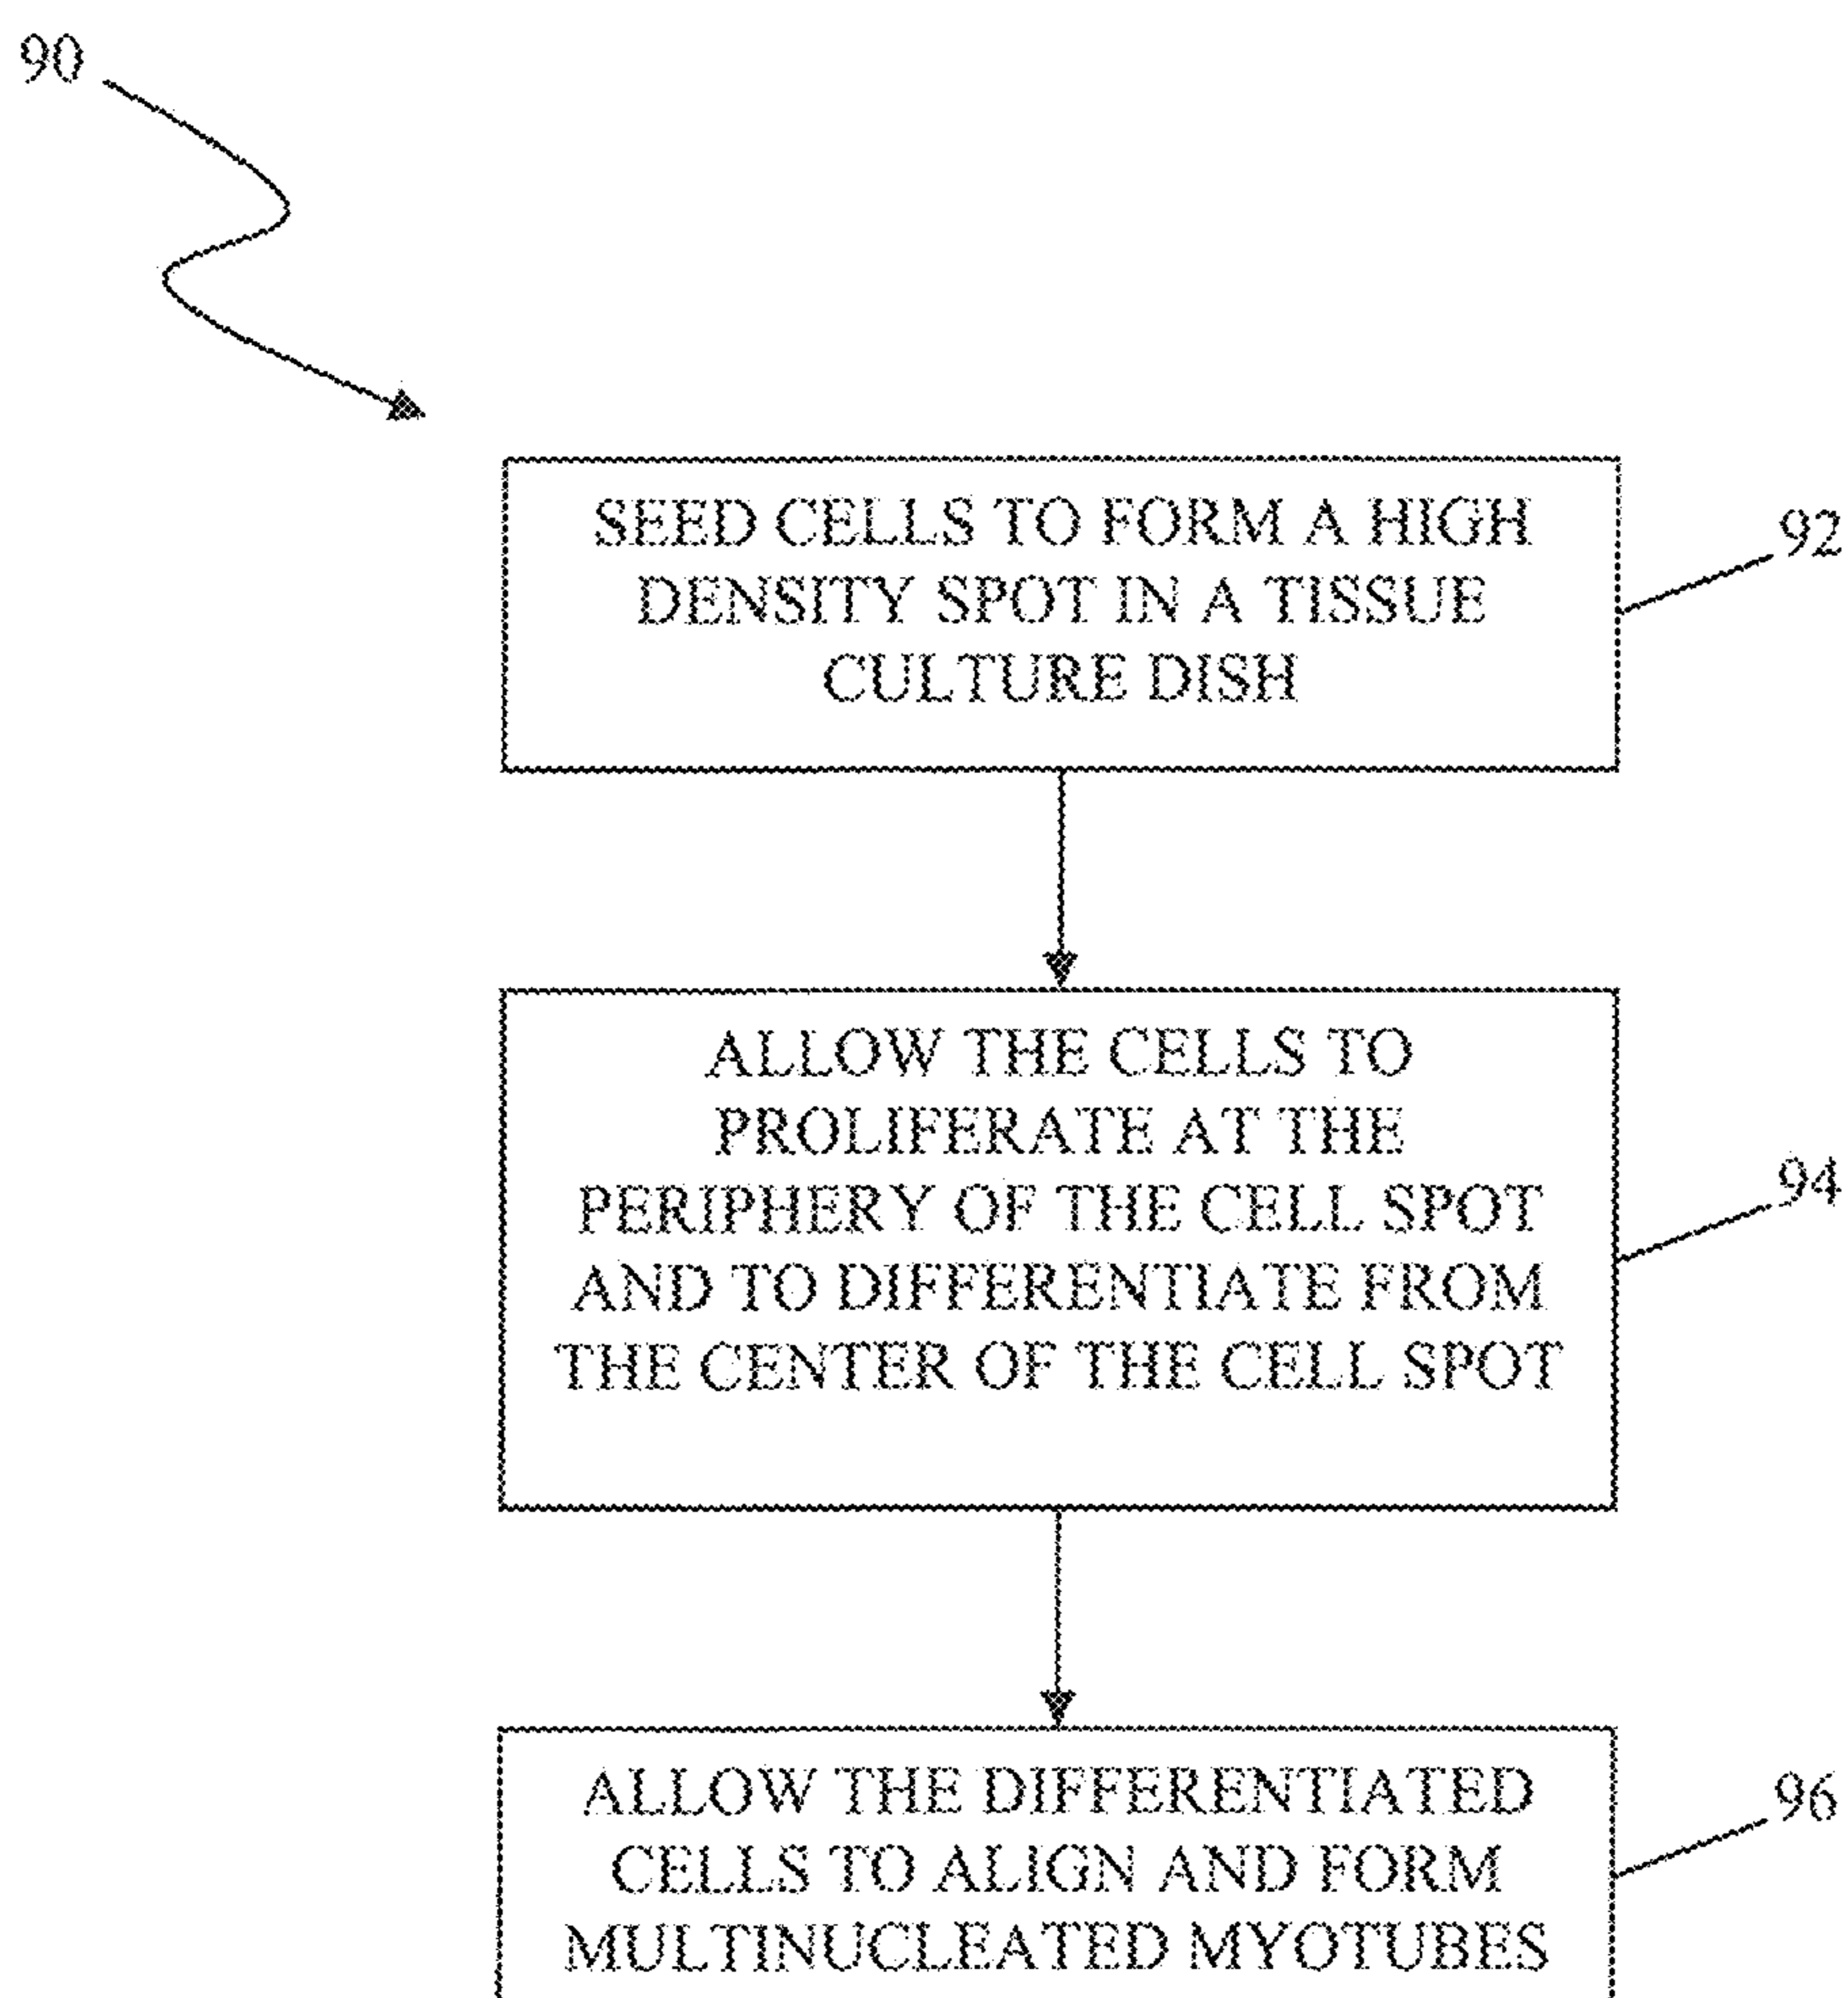 90
SEED CELLS TO FORM A HIGH
DENSITY SPOT IN A TISSUE
CULTURE DISH
92
ALLOW THE CELLS TO
PROLIFERATE AT THE
PERIPHERY OF THE CELL SPOT
AND TO DIFFERENTIATE FROM
THE CENTER OF THE CELL SPOT
94
ALLOW THE DIFFERENTIATED
CELLS TO ALIGN AND FORM
MULTINUCLEATED MYOTUBES
96